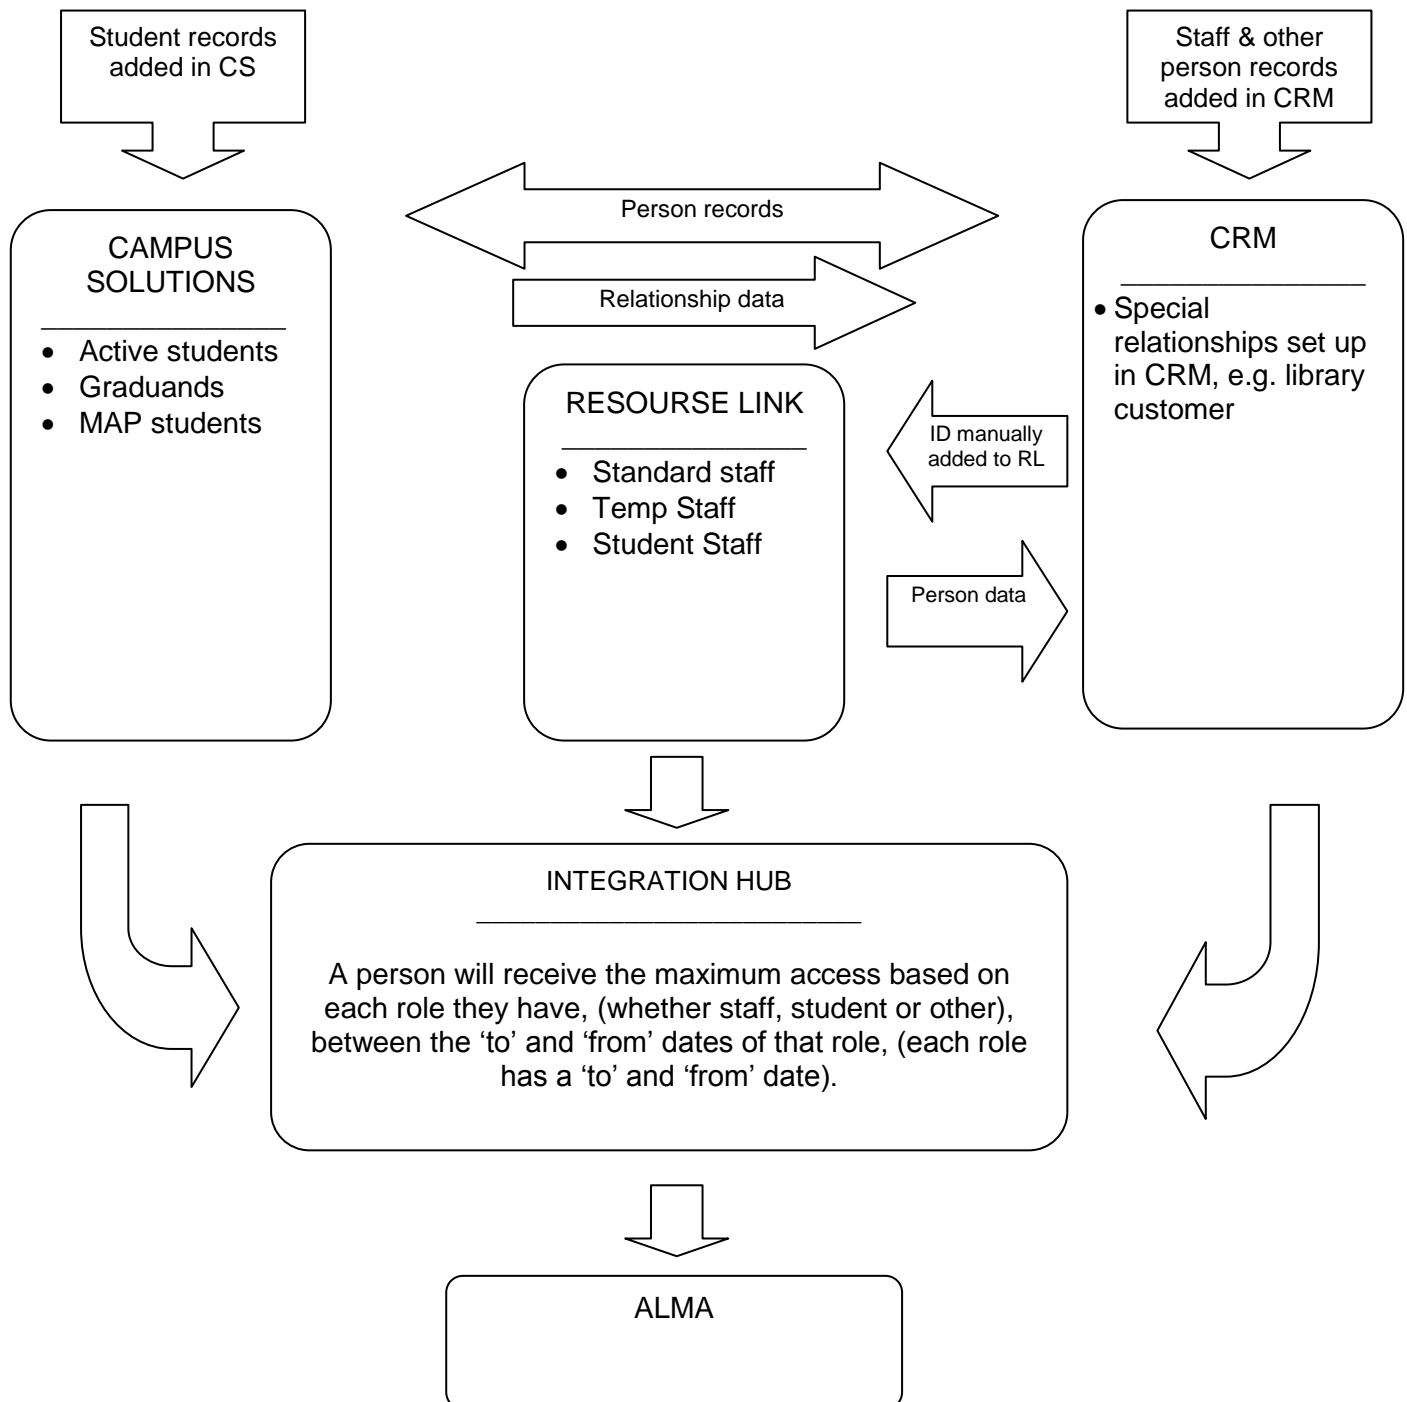 Student records
added in CS
Staff & other
person records
added in CRM
Person records
Relationship data
CAMPUS
SOLUTIONS
• Active students
• Graduands
• MAP students
RESOURSE LINK
• Standard staff
• Temp Staff
• Student Staff
CRM
• Special
relationships set up
in CRM, e.g. library
customer
ID manually
added to RL
Person data
INTEGRATION HUB
A person will receive the maximum access based on
each role they have, (whether staff, student or other),
between the ‘to’ and ‘from’ dates of that role, (each role
has a ‘to’ and ‘from’ date).
ALMA